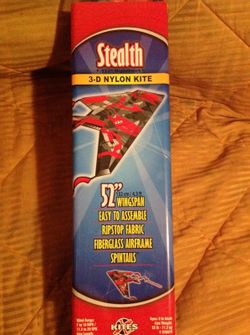 Stealth
3-D NYLON KITE
52"
WINGSPAN
EASY TO ASSEMBLE
RIPSTOP FABRIC
FIBERGLASS AIRFRAME
SPINTAILS
KITES